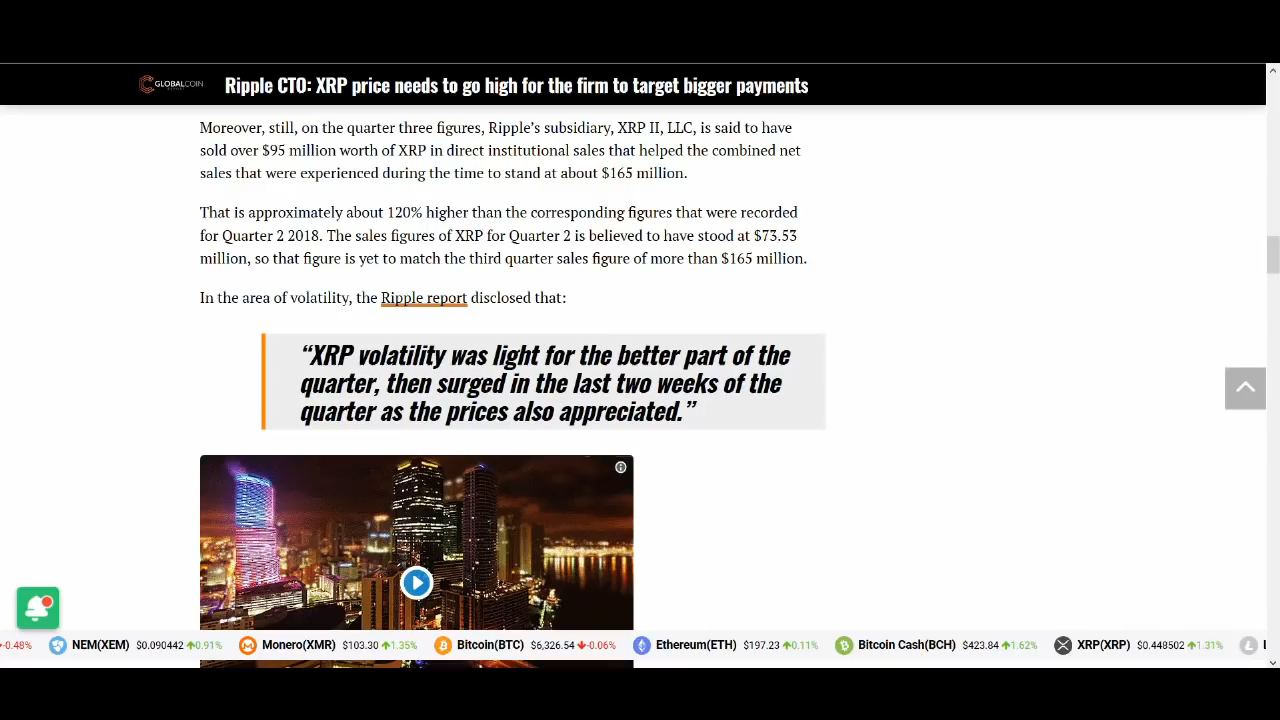 GLOBALCOIN
Ripple CTO: XRP price needs to go high for the firm to target bigger payments
Moreover, still, on the quarter three figures, Ripple's subsidiary, XRP II, LLC, is said to have
sold over $95 million worth of XRP in direct institutional sales that helped the combined net
sales that were experienced during the time to stand at about $165 million.
That is approximately about 120% higher than the corresponding figures that were recorded
for Quarter 2 2018. The sales figures of XRP for Quarter 2 is believed to have stood at $73.53
million, so that figure is yet to match the third quarter sales figure of more than $165 million.
In the area of volatility, the Ripple report disclosed that:
“XRP volatility was light for the better part of the
quarter, then surged in the last two weeks of the
quarter as the prices also appreciated.”
-0.48% NEM(XEM) $0.090442 0.91% Monero(XMR) $103.30 1.35% Bitcoin(BTC) $6,326.54 -0.06% Ethereum(ETH) $197.23 0.11% Bitcoin Cash(BCH) $423.84 1.62% XRP(XRP) $0.448502 1.31%